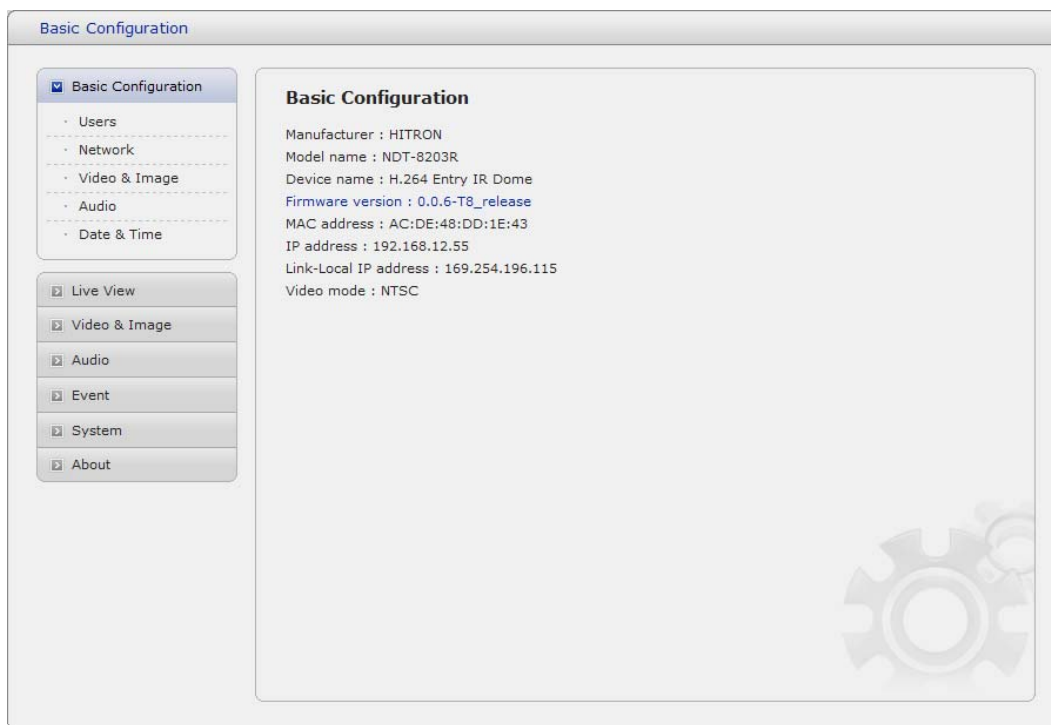 Basic Configuration
Basic Configuration
· Users
· Network
· Video & Image
· Audio
· Date & Time
Live View
Video & Image
Audio
Event
System
About
Basic Configuration
Manufacturer : HITRON
Model name : NDT-8203R
Device name : H.264 Entry IR Dome
Firmware version : 0.0.6-T8_release
MAC address : AC:DE:48:DD:1E:43
IP address : 192.168.12.55
Link-Local IP address : 169.254.196.115
Video mode : NTSC